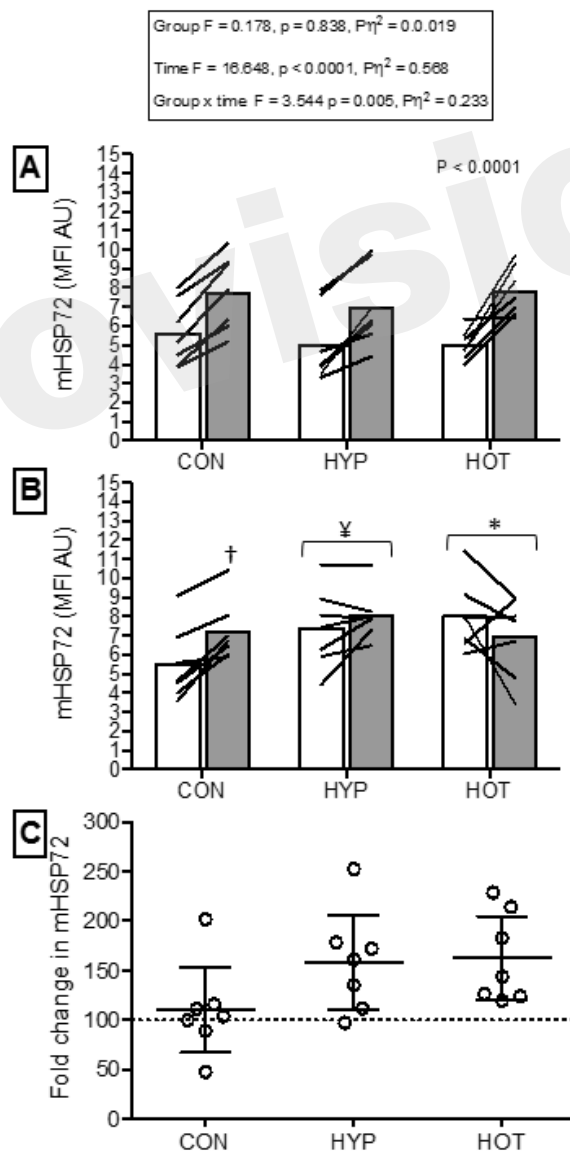 Group F = 0.178, p = 0.838, Pη² = 0.0.019
Time F = 16.648, p < 0.0001, Pη² = 0.568
Group x time F = 3.544 p = 0.005, Pη² = 0.233
A
P < 0.0001
mHSP72 (MFI AU)
15
14
13
12
11
10
9
8
7
6
5
4
3
2
1
0
CON HYP HOT
B
† ¥ *
mHSP72 (MFI AU)
15
14
13
12
11
10
9
8
7
6
5
4
3
2
1
0
CON HYP HOT
C
Fold change in mHSP72
300
250
200
150
100
50
0
CON HYP HOT
ovisio